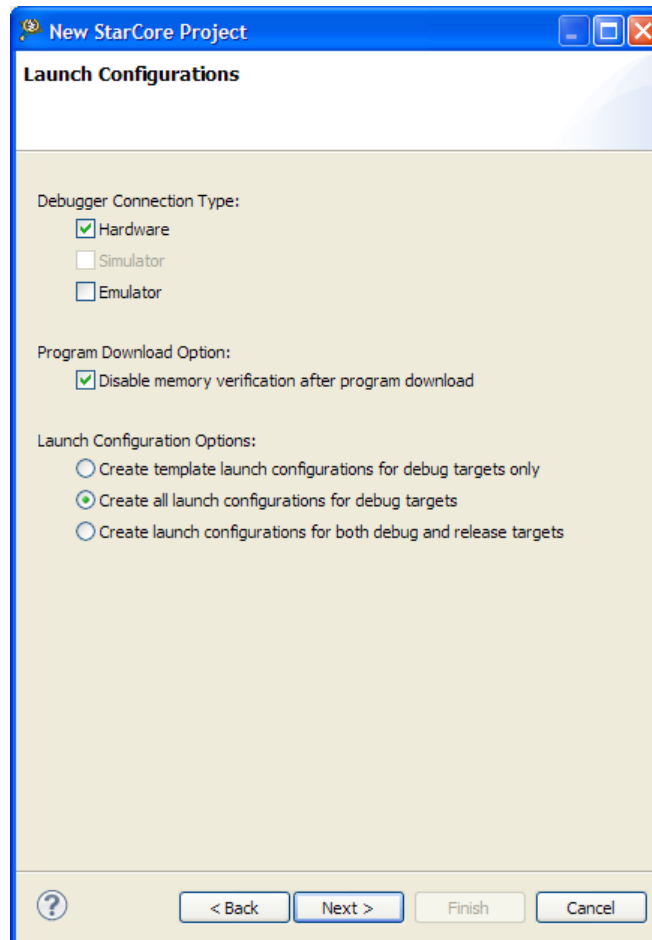 New StarCore Project
Launch Configurations
Debugger Connection Type:
Hardware
Simulator
Emulator
Program Download Option:
Disable memory verification after program download
Launch Configuration Options:
Create template launch configurations for debug targets only
Create all launch configurations for debug targets
Create launch configurations for both debug and release targets
?
< Back
Next >
Finish
Cancel